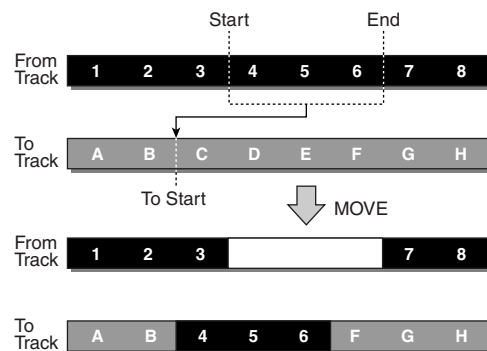 Start End
From Track 1 2 3 4 5 6 7 8
To Track A B C D E F G H
To Start
MOVE
From Track 1 2 3 7 8
To Track A B 4 5 6 F G H